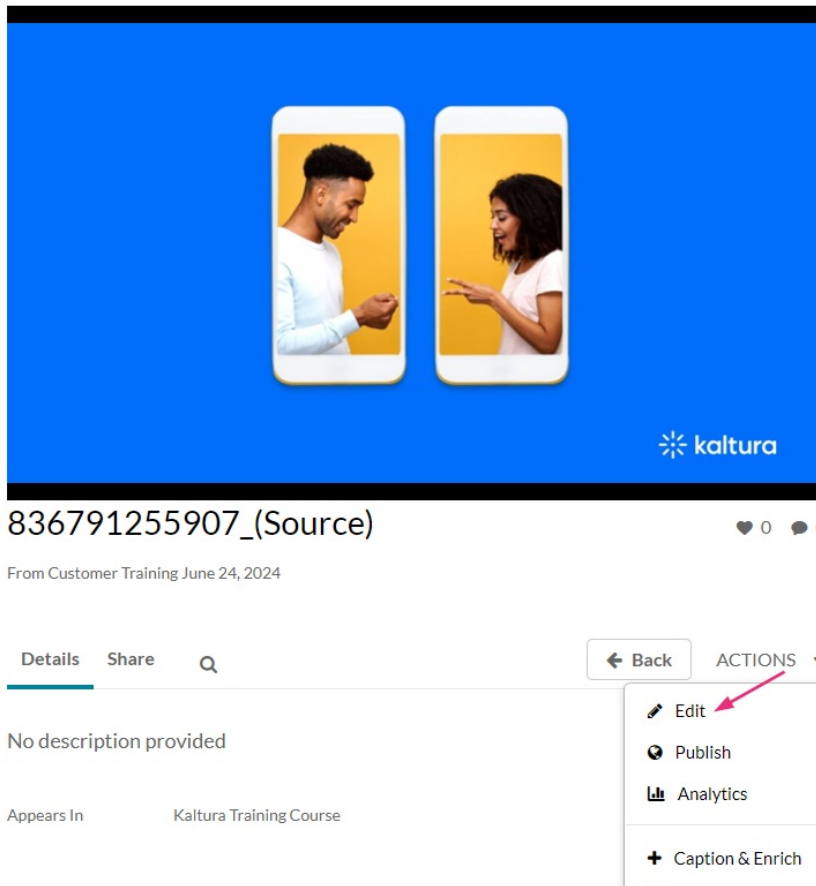 kaltura
836791255907_(Source)
0
From Customer Training June 24, 2024
Details Share
Back ACTIONS
Edit
No description provided
Publish
Analytics
Appears In Kaltura Training Course
Caption & Enrich